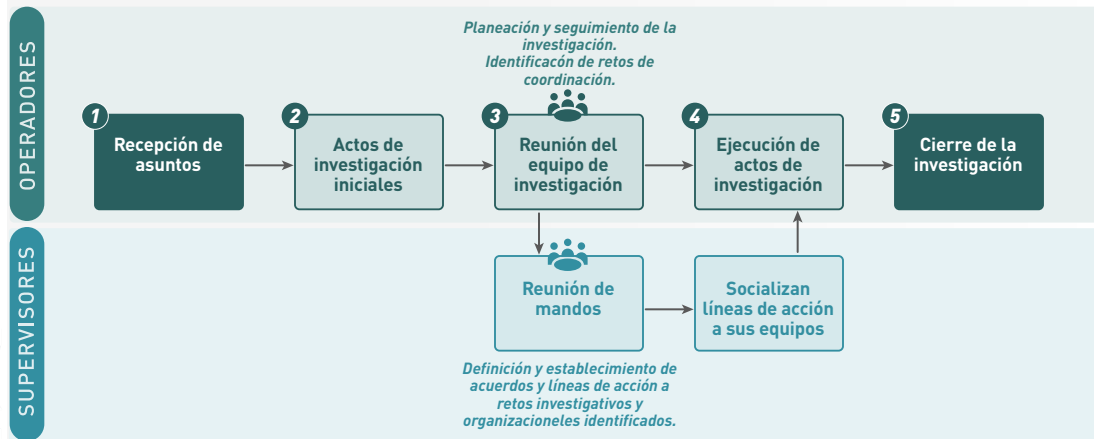 OPERADORES
Planeación y seguimiento de la
investigación.
Identificacón de retos de
coordinación.
1
Recepción de
asuntos
2
Actos de
investigación
iniciales
3
Reunión del
equipo de
investigación
4
Ejecución de
actos de
investigación
5
Cierre de la
investigación
SUPERVISORES
Reunión de
mandos
Socializan
líneas de acción
a sus equipos
Definición y establecimiento de
acuerdos y líneas de acción a
retos investigativos y
organizacioneles identificados.